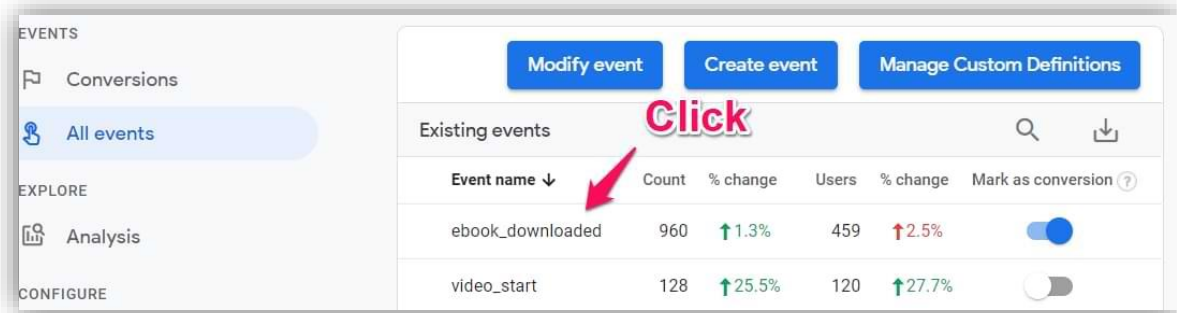 EVENTS
Conversions
All events
EXPLORE
Analysis
CONFIGURE
Modify event Create event Manage Custom Definitions
Click
Existing events
Event name ↓ Count % change Users % change Mark as conversion ?
ebook_downloaded 960 ↑1.3% 459 ↑2.5%
video_start 128 ↑25.5% 120 ↑27.7%